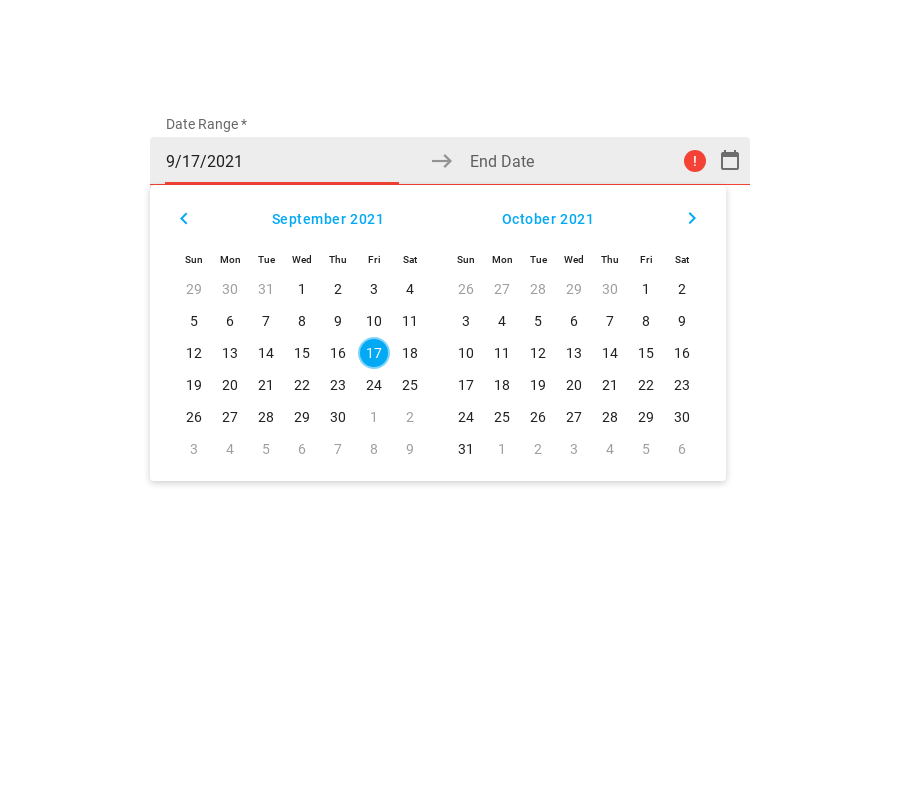 Date Range *
9/17/2021 End Date !
September 2021 October 2021
Sun Mon Tue Wed Thu Fri Sat Sun Mon Tue Wed Thu Fri Sat
29 30 31 1 2 3 4 26 27 28 29 30 1 2
5 6 7 8 9 10 11 3 4 5 6 7 8 9
12 13 14 15 16 17 18 10 11 12 13 14 15 16
19 20 21 22 23 24 25 17 18 19 20 21 22 23
26 27 28 29 30 1 2 24 25 26 27 28 29 30
3 4 5 6 7 8 9 31 1 2 3 4 5 6